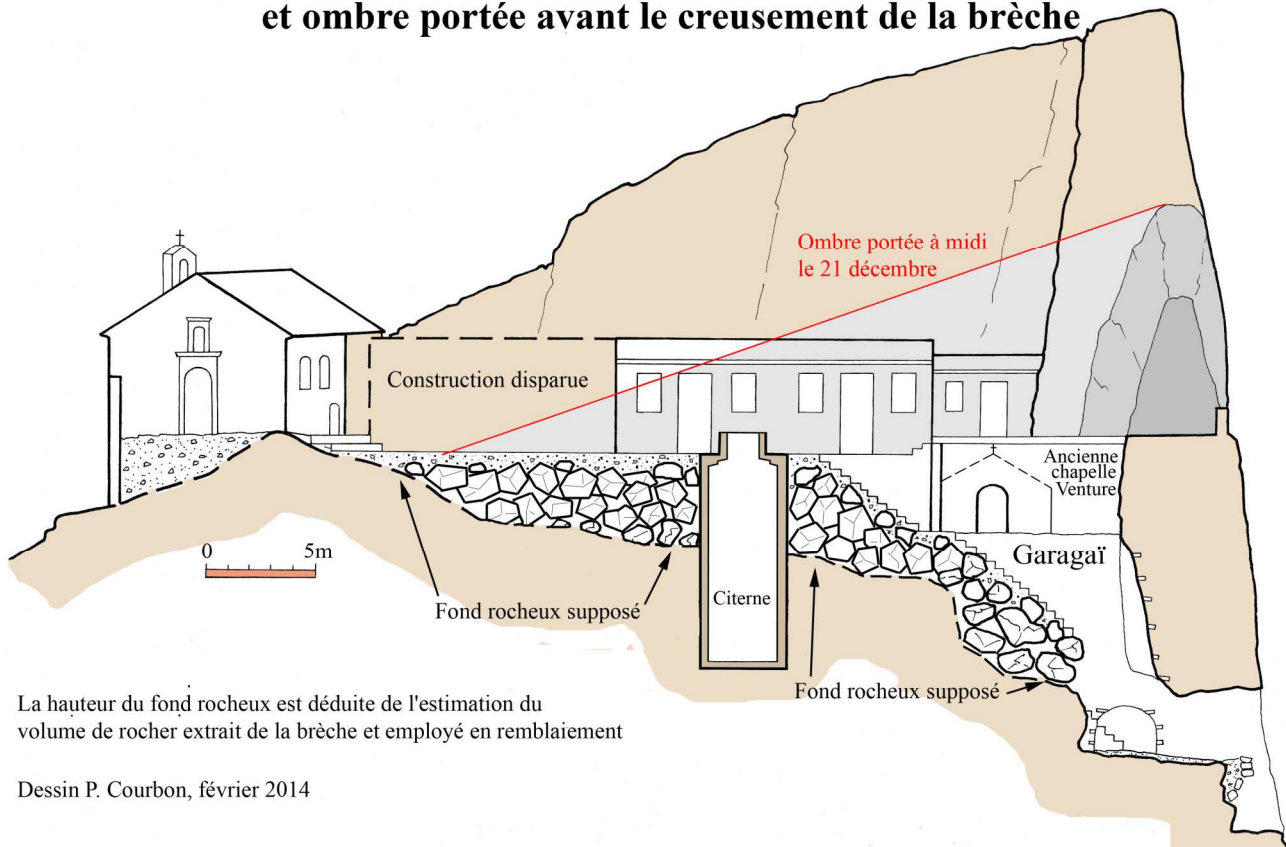 et ombre portée avant le creusement de la brèche
Ombre portée à midi
le 21 décembre
Construction disparue
Ancienne
chapelle
Venture
0
5m
Garagaï
Fond rocheux supposé
Citerne
Fond rocheux supposé
La hauteur du fond rocheux est déduite de l'estimation du
volume de rocher extrait de la brèche et employé en remblaiement
Dessin P. Courbon, février 2014